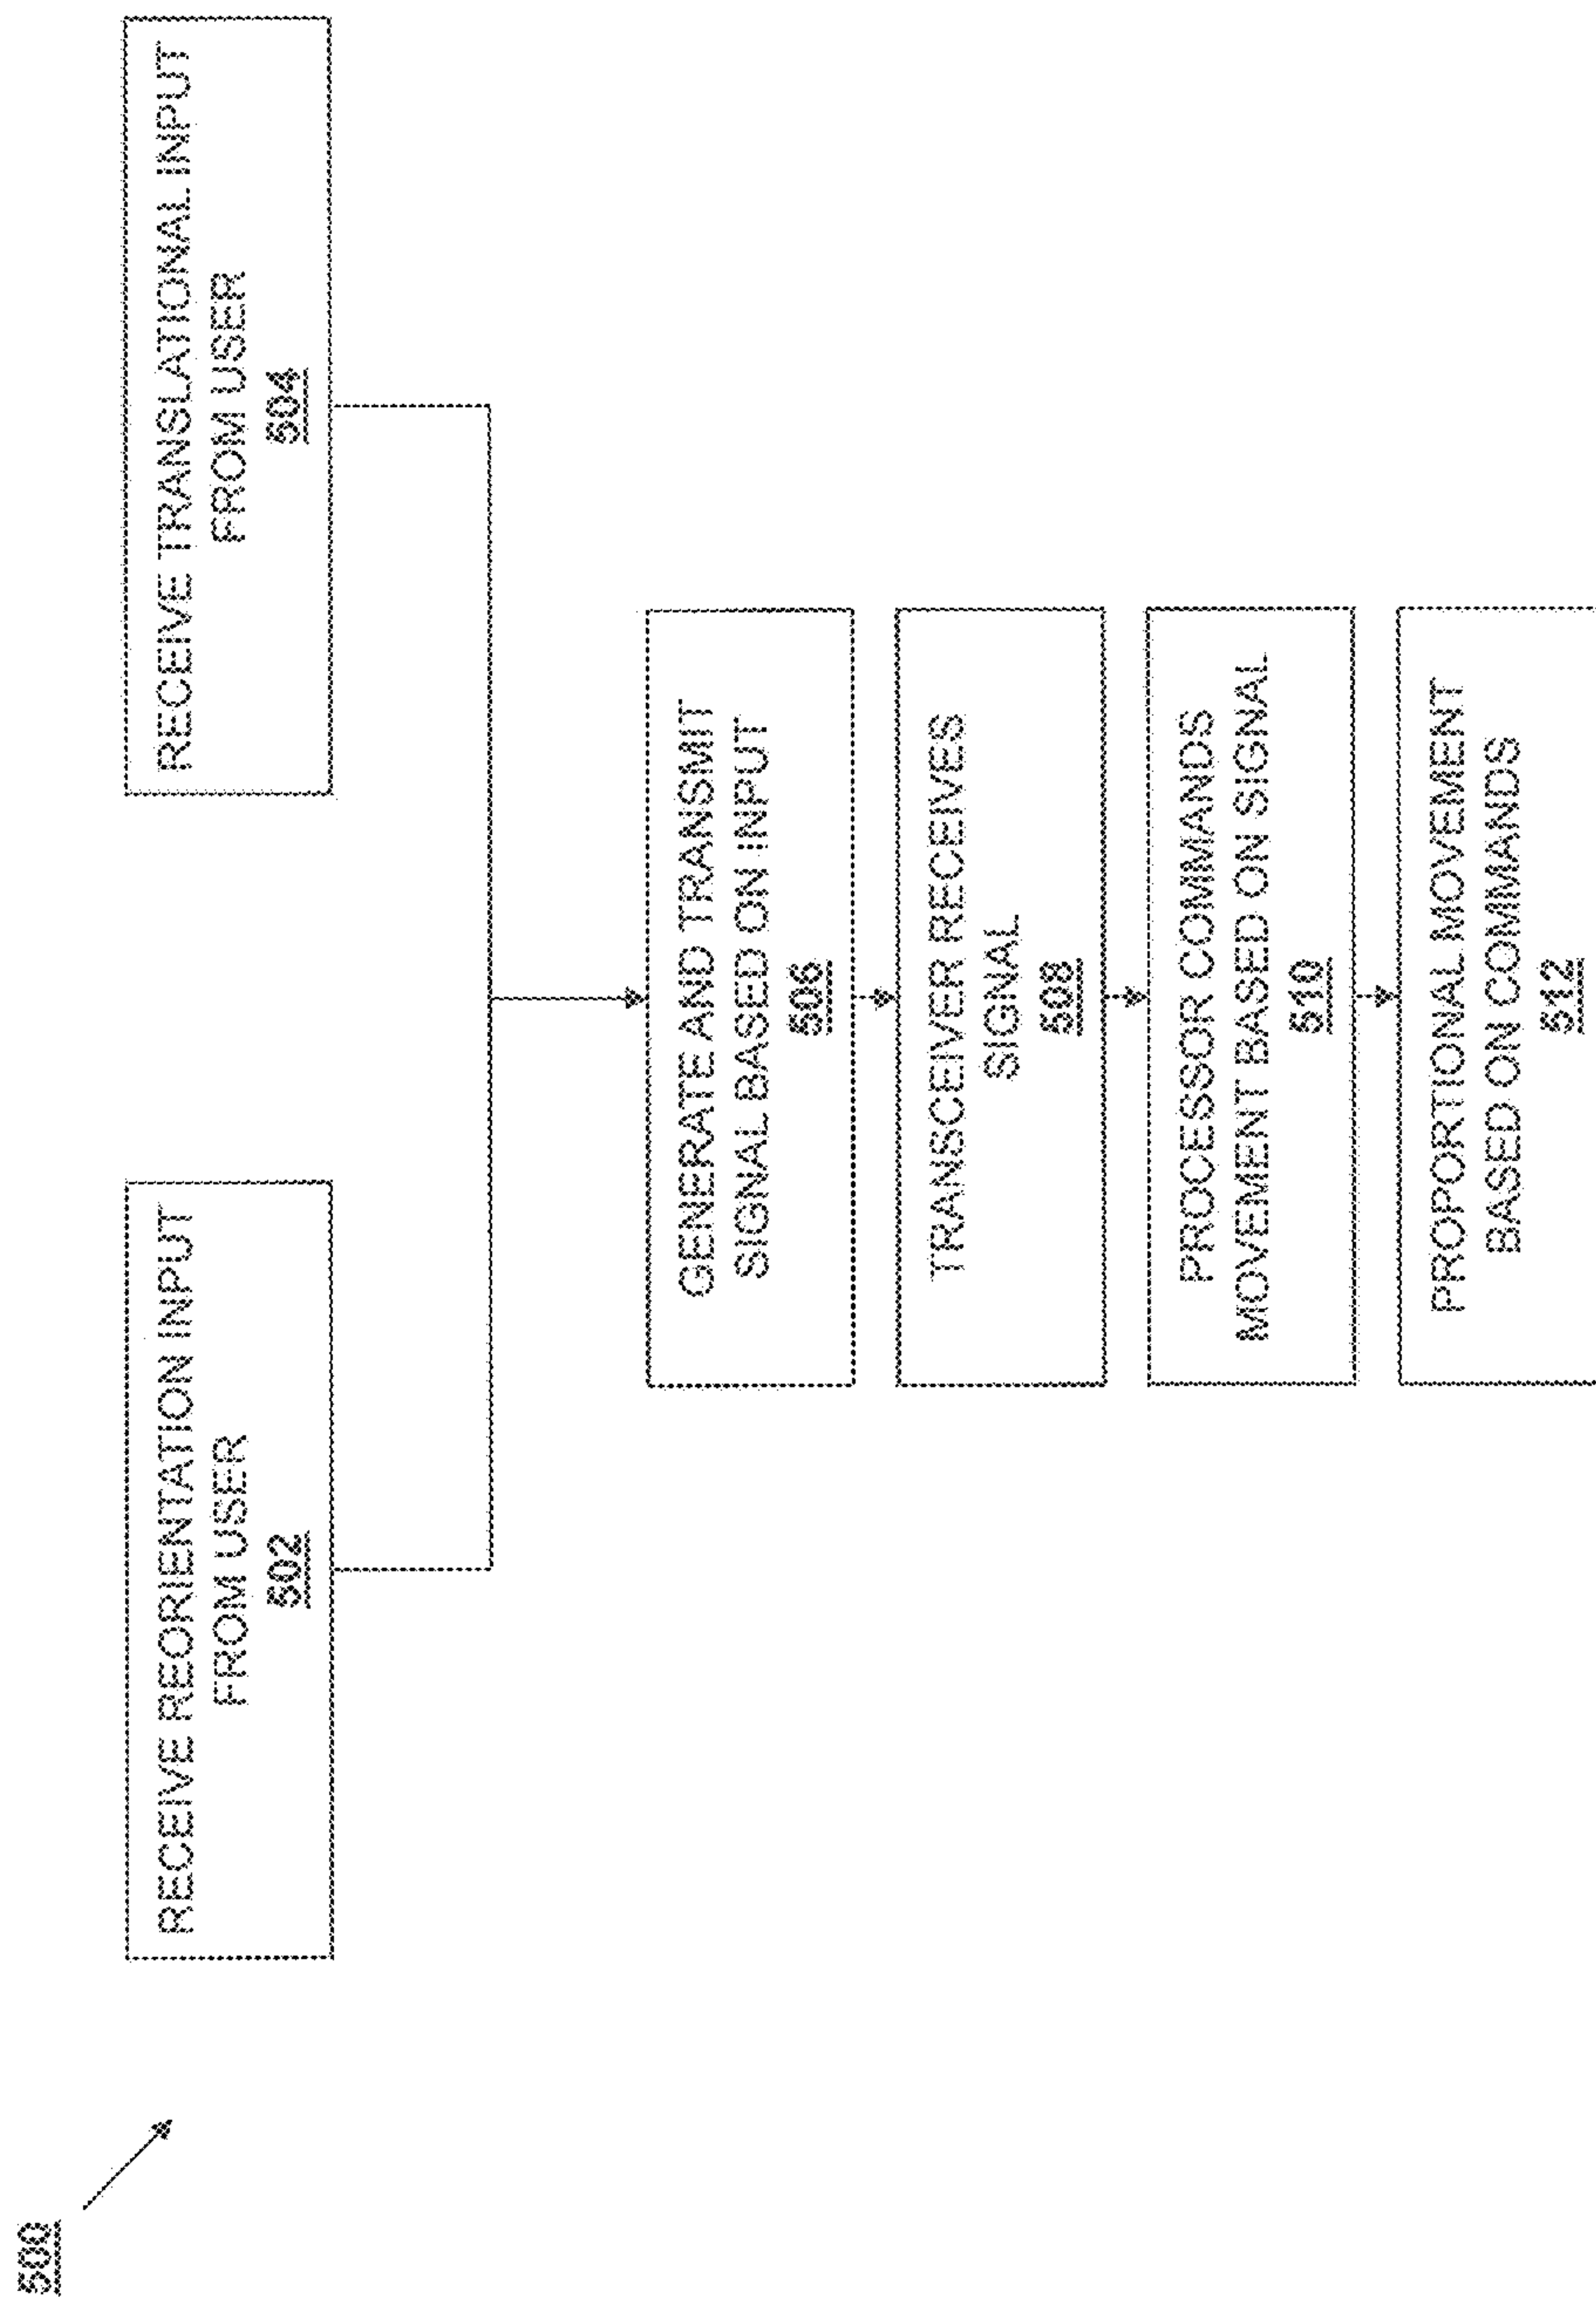 500
RECEIVE REORIENTATION INPUT
FROM USER
502
RECEIVE TRANSLATIONAL INPUT
FROM USER
504
GENERATE AND TRANSMIT
SIGNAL BASED ON INPUT
506
TRANSCEIVER RECEIVES
SIGNAL
508
PROCESSOR COMMANDS
MOVEMENT BASED ON SIGNAL
510
PROPORTIONAL MOVEMENT
BASED ON COMMANDS
512